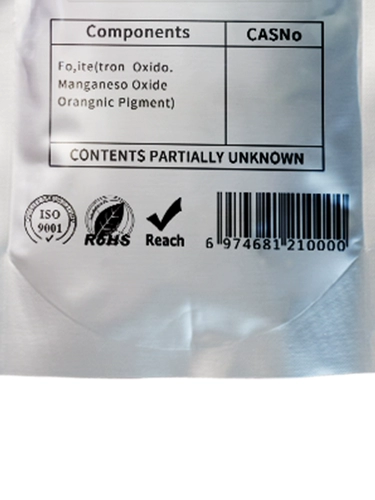 Components CASNo
Fo,ite(tron Oxido.
Manganeso Oxide
Orangnic Pigment)
CONTENTS PARTIALLY UNKNOWN
ISO
9001
RoHS
Reach
6 974681 210000